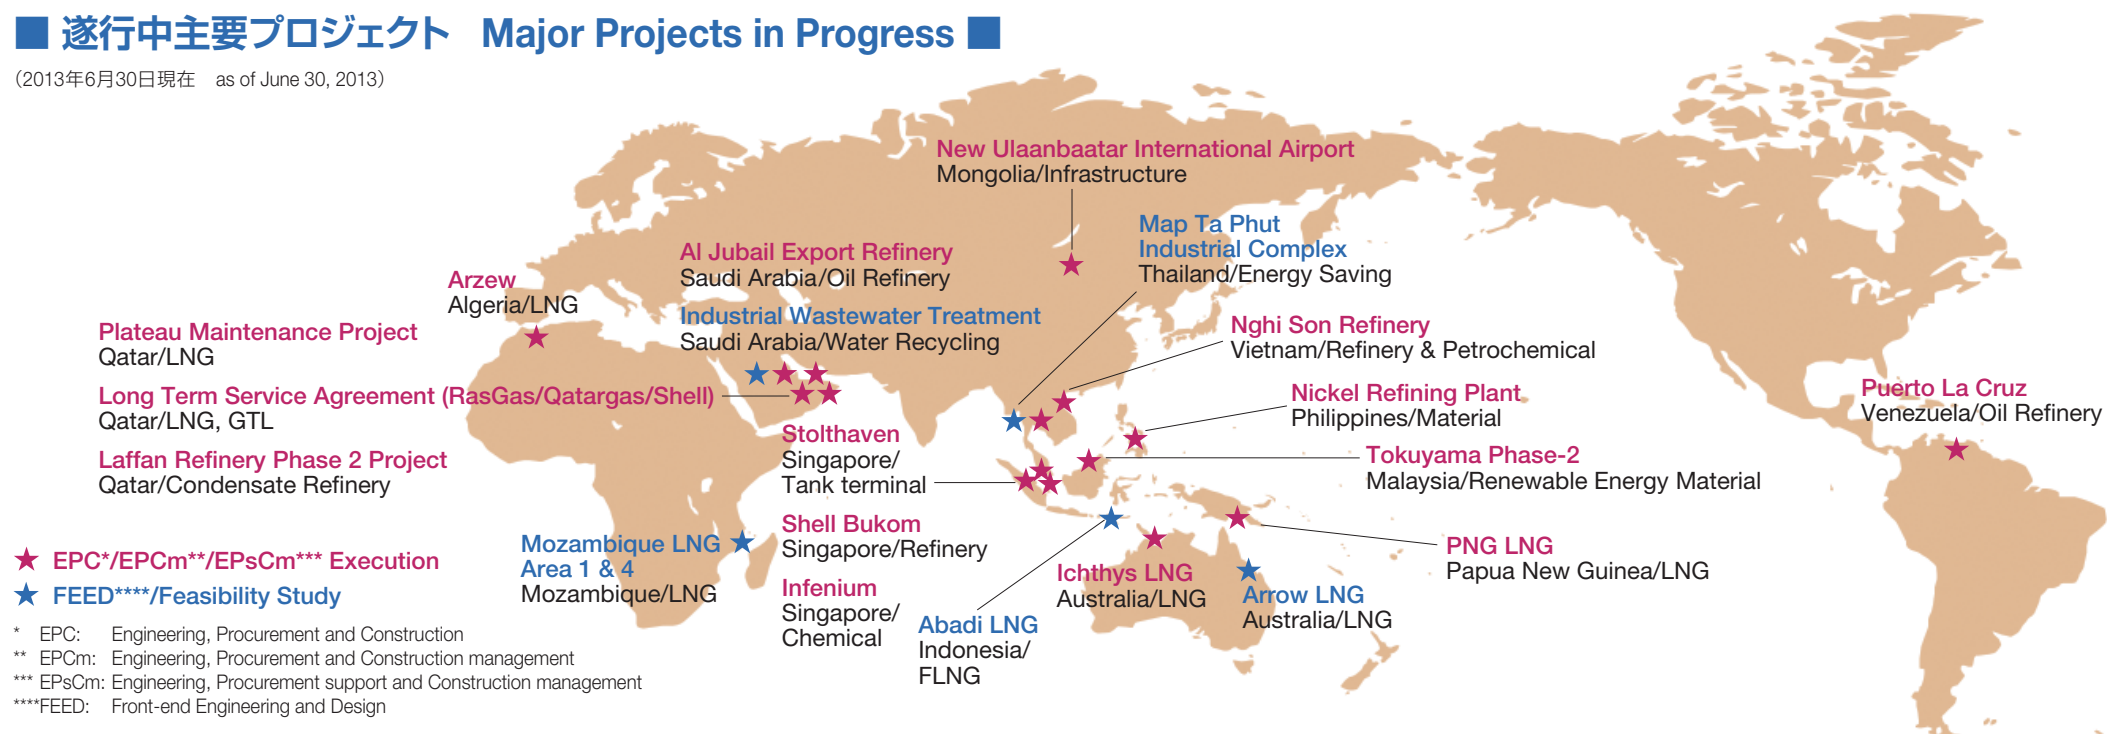 ■ 遂行中主要プロジェクト Major Projects in Progress ■
（2013年6月30日現在 as of June 30, 2013）
New Ulaanbaatar International Airport
Mongolia/Infrastructure
Map Ta Phut
Industrial Complex
Thailand/Energy Saving
Al Jubail Export Refinery
Saudi Arabia/Oil Refinery
Arzew
Algeria/LNG
Industrial Wastewater Treatment
Saudi Arabia/Water Recycling
Plateau Maintenance Project
Qatar/LNG
Long Term Service Agreement (RasGas/Qatargas/Shell)
Qatar/LNG, GTL
Laffan Refinery Phase 2 Project
Qatar/Condensate Refinery
Nghi Son Refinery
Vietnam/Refinery & Petrochemical
Nickel Refining Plant
Philippines/Material
Puerto La Cruz
Venezuela/Oil Refinery
Stolthaven
Singapore/
Tank terminal
Tokuyama Phase-2
Malaysia/Renewable Energy Material
Shell Bukom
Singapore/Refinery
Infenium
Singapore/
Chemical
Mozambique LNG
Area 1 & 4
Mozambique/LNG
Abadi LNG
Indonesia/
FLNG
Ichthys LNG
Australia/LNG
Arrow LNG
Australia/LNG
PNG LNG
Papua New Guinea/LNG
★ EPC*/EPCm**/EPsCm*** Execution
★ FEED****/Feasibility Study
* EPC: Engineering, Procurement and Construction
** EPCm: Engineering, Procurement and Construction management
*** EPsCm: Engineering, Procurement support and Construction management
****FEED: Front-end Engineering and Design